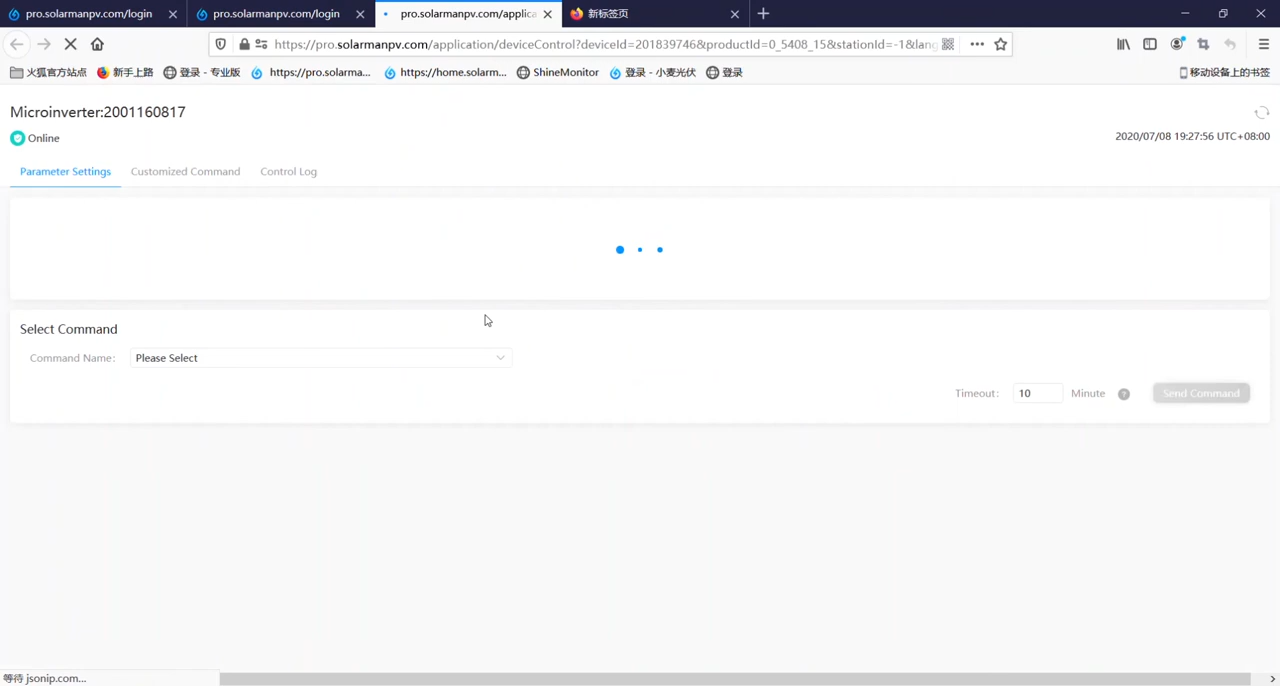 pro.solarmanpv.com/login
pro.solarmanpv.com/login
pro.solarmanpv.com/applica
新标签页
https://pro.solarmanpv.com/application/deviceControl?deviceId=201839746&productId=0_5408_15&stationId=-1&lang
火狐官方站点
新手上路
登录 - 专业版
https://pro.solarma...
https://home.solarm...
ShineMonitor
登录 - 小麦光伏
登录
移动设备上的书签
Microinverter:2001160817
Online
2020/07/08 19:27:56 UTC+08:00
Parameter Settings
Customized Command
Control Log
Select Command
Command Name:
Please Select
Timeout:
10
Minute
?
Send Command
等待 jsonip.com...